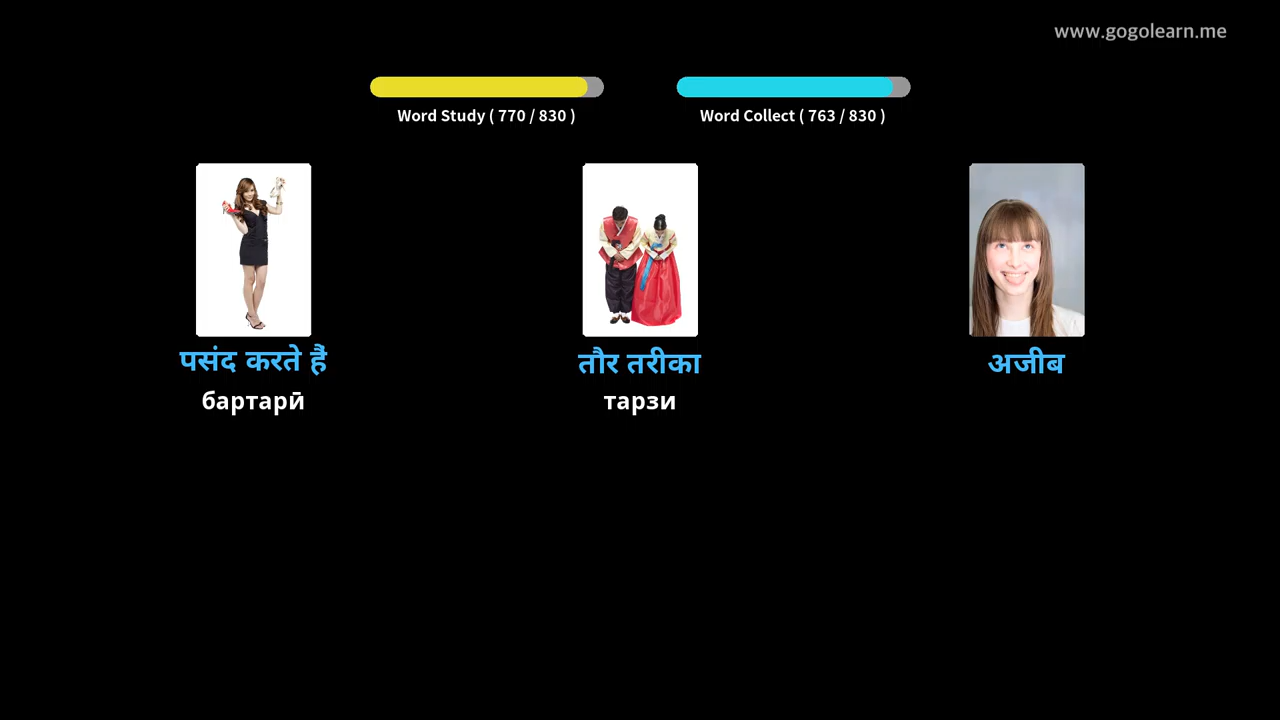 www.gogolearn.me
Word Study ( 770 / 830 )
Word Collect ( 763 / 830 )
पसंद करते हैं
तौर तरीका
अजीब
бартарӣ
тарзи